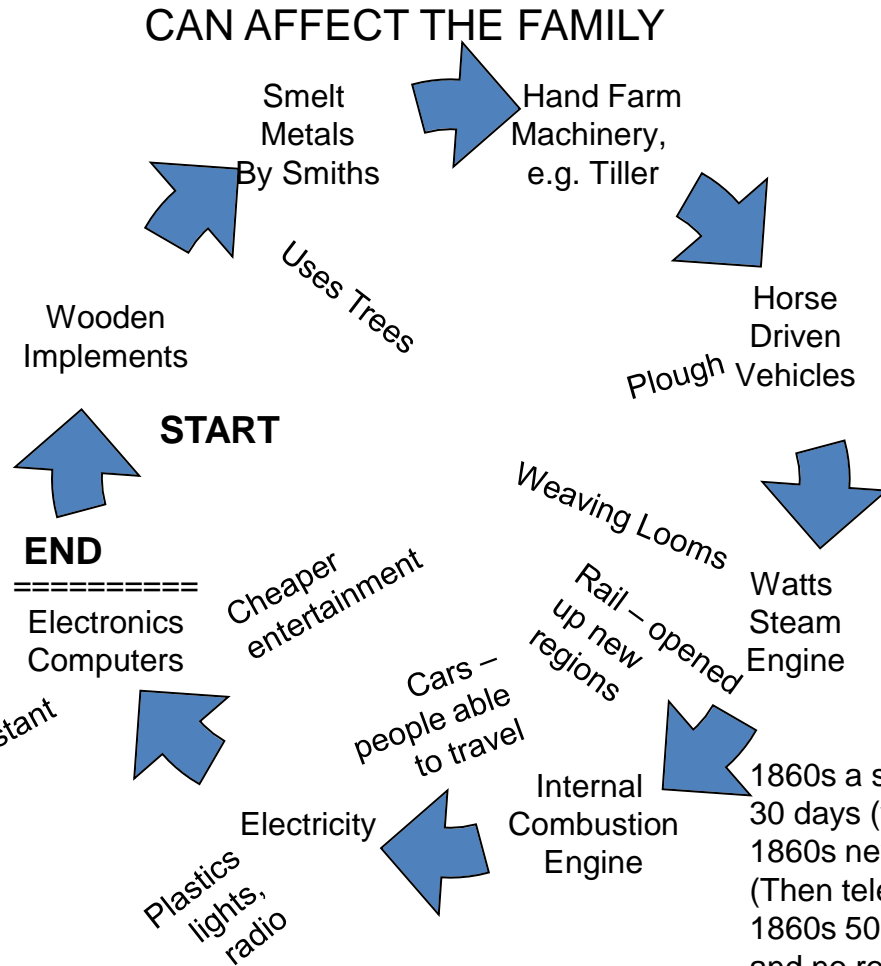 CAN AFFECT THE FAMILY
Smelt
Metals
By Smiths
Hand Farm
Machinery,
e.g. Tiller
Uses Trees
Horse
Driven
Vehicles
Plough
Wooden
Implements
START
Weaving Looms
Watts
Steam
Engine
Rail – opened
up new
regions
END
==========
Electronics
Computers
Cheaper
entertainment
Cars –
people able
to travel
Internal
Combustion
Engine
Electricity
Plastics
lights,
radio
1860s a
30 days
1860s
(Then
1860s 50